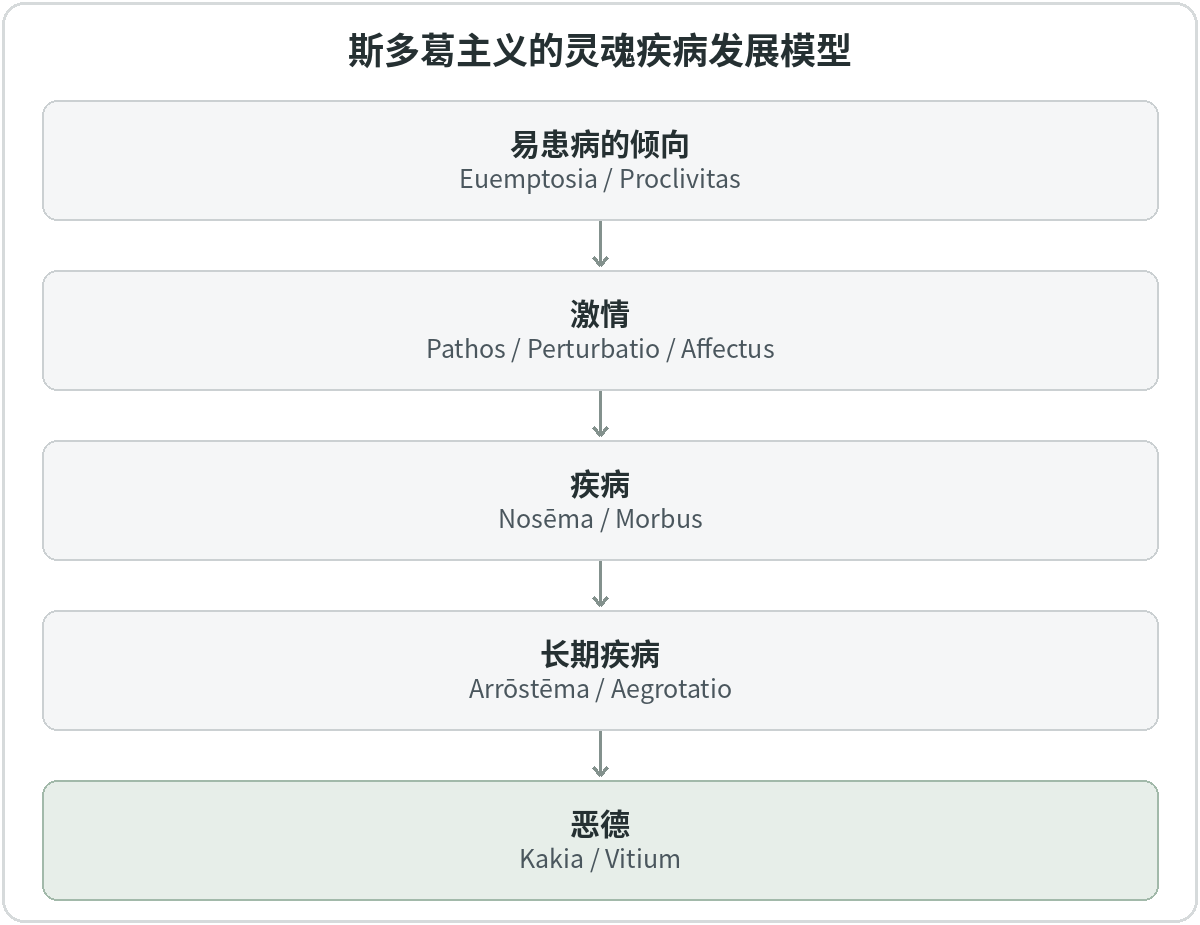 斯多葛主义的灵魂疾病发展模型
易患病的倾向
Euemptosia / Proclivitas
激情
Pathos / Perturbatio / Affectus
疾病
Nosēma / Morbus
长期疾病
Arrōstēma / Aegrotatio
恶德
Kakia / Vitium